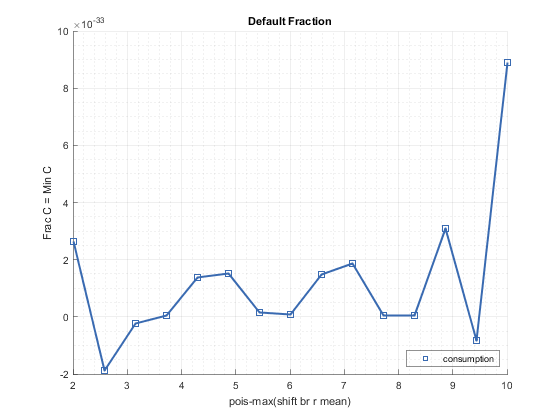 Default Fraction
×10^-33
10
8
6
4
2
0
-2
Frac C = Min C
2 3 4 5 6 7 8 9 10
pois-max(shift br r mean)
consumption